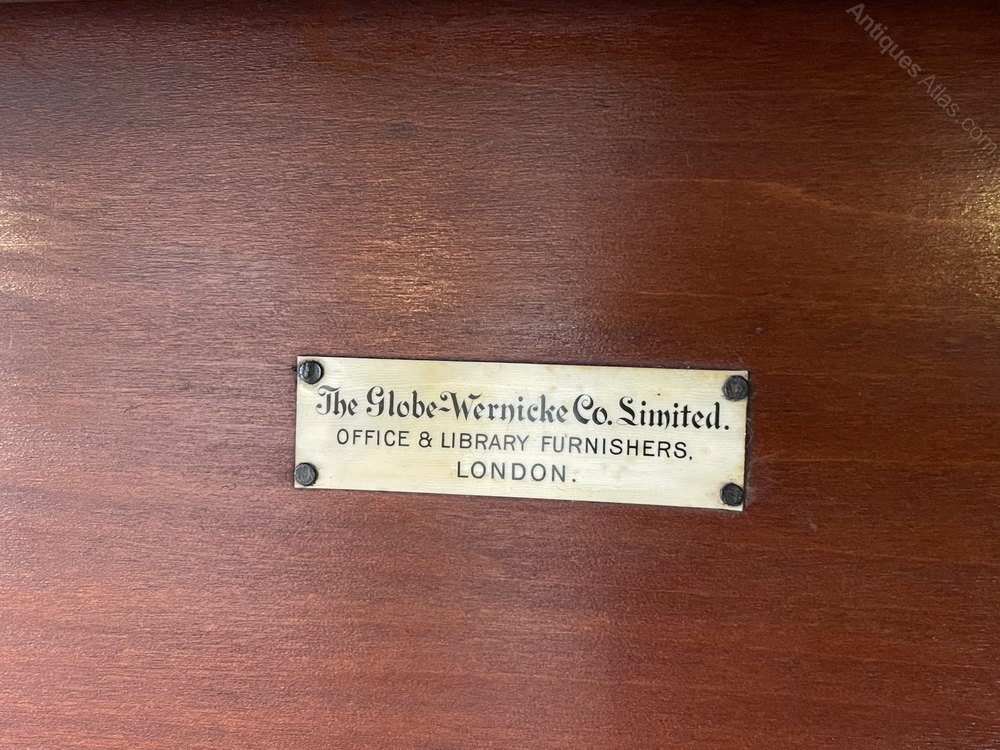 Antiques Atlas.com
The Globe-Wernicke Co. Limited.
OFFICE & LIBRARY FURNISHERS,
LONDON.